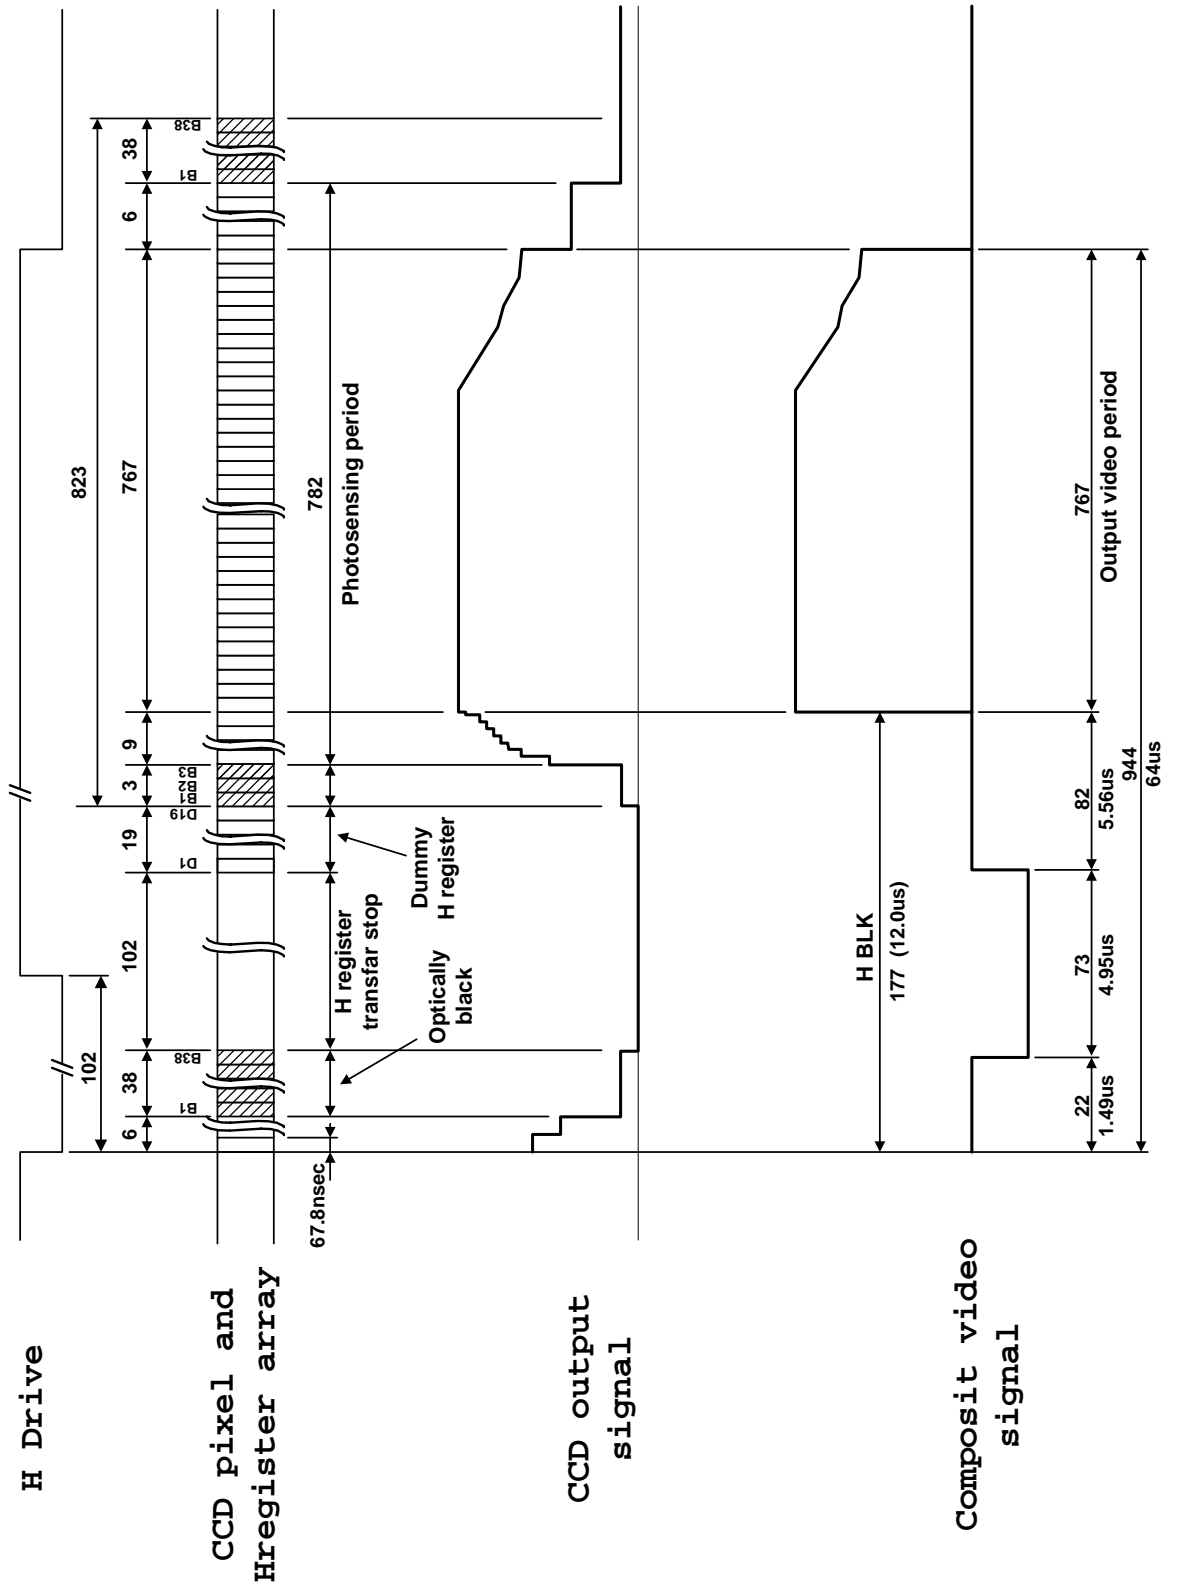 H Drive
102
823
6
38
102
19
3
9
767
6
38
CCD pixel and
Hregister array
B1
B38
D1
D19
B1
B2
B3
B1
B38
67.8nsec
H register
transfar stop
782
Photosensing period
Optically
black
Dummy
H register
CCD output
signal
H BLK
177 (12.0us)
Composit video
signal
22
1.49us
73
4.95us
82
5.56us
767
Output video period
944
64us